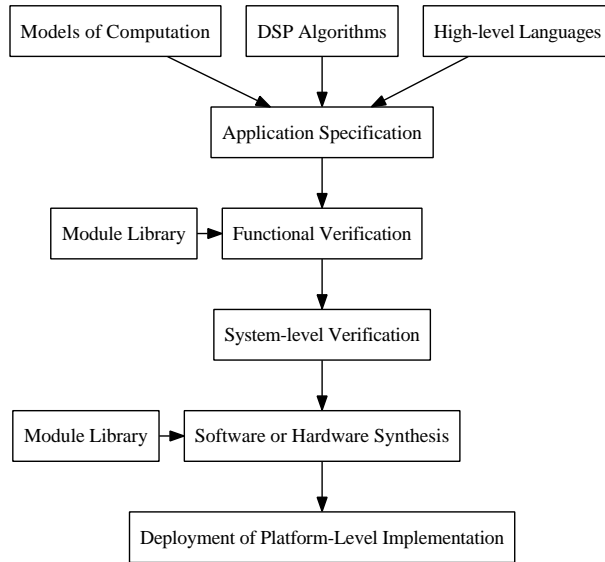 Models of Computation
DSP Algorithms
High-level Languages
Application Specification
Module Library
Functional Verification
System-level Verification
Module Library
Software or Hardware Synthesis
Deployment of Platform-Level Implementation